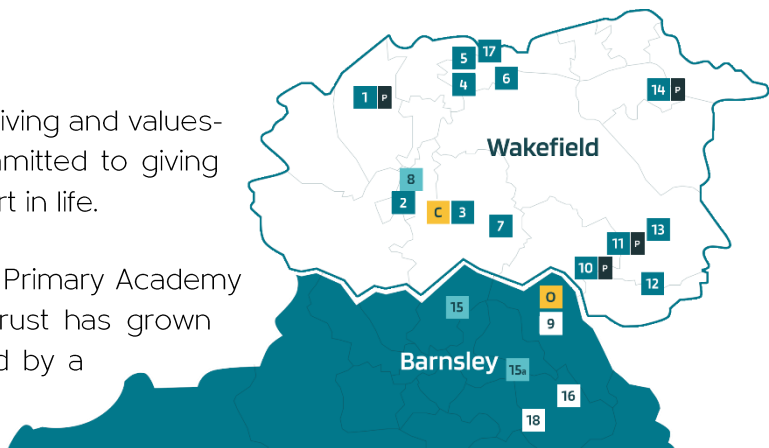 iving and values-
mitted to giving
rt in life.
Primary Academy
rust has grown
d by a
5
17
4
6
1 P
14 P
Wakefield
8
2
C 3
7
13
11 P
10 P
12
O
15
9
Barnsley
15a
16
18